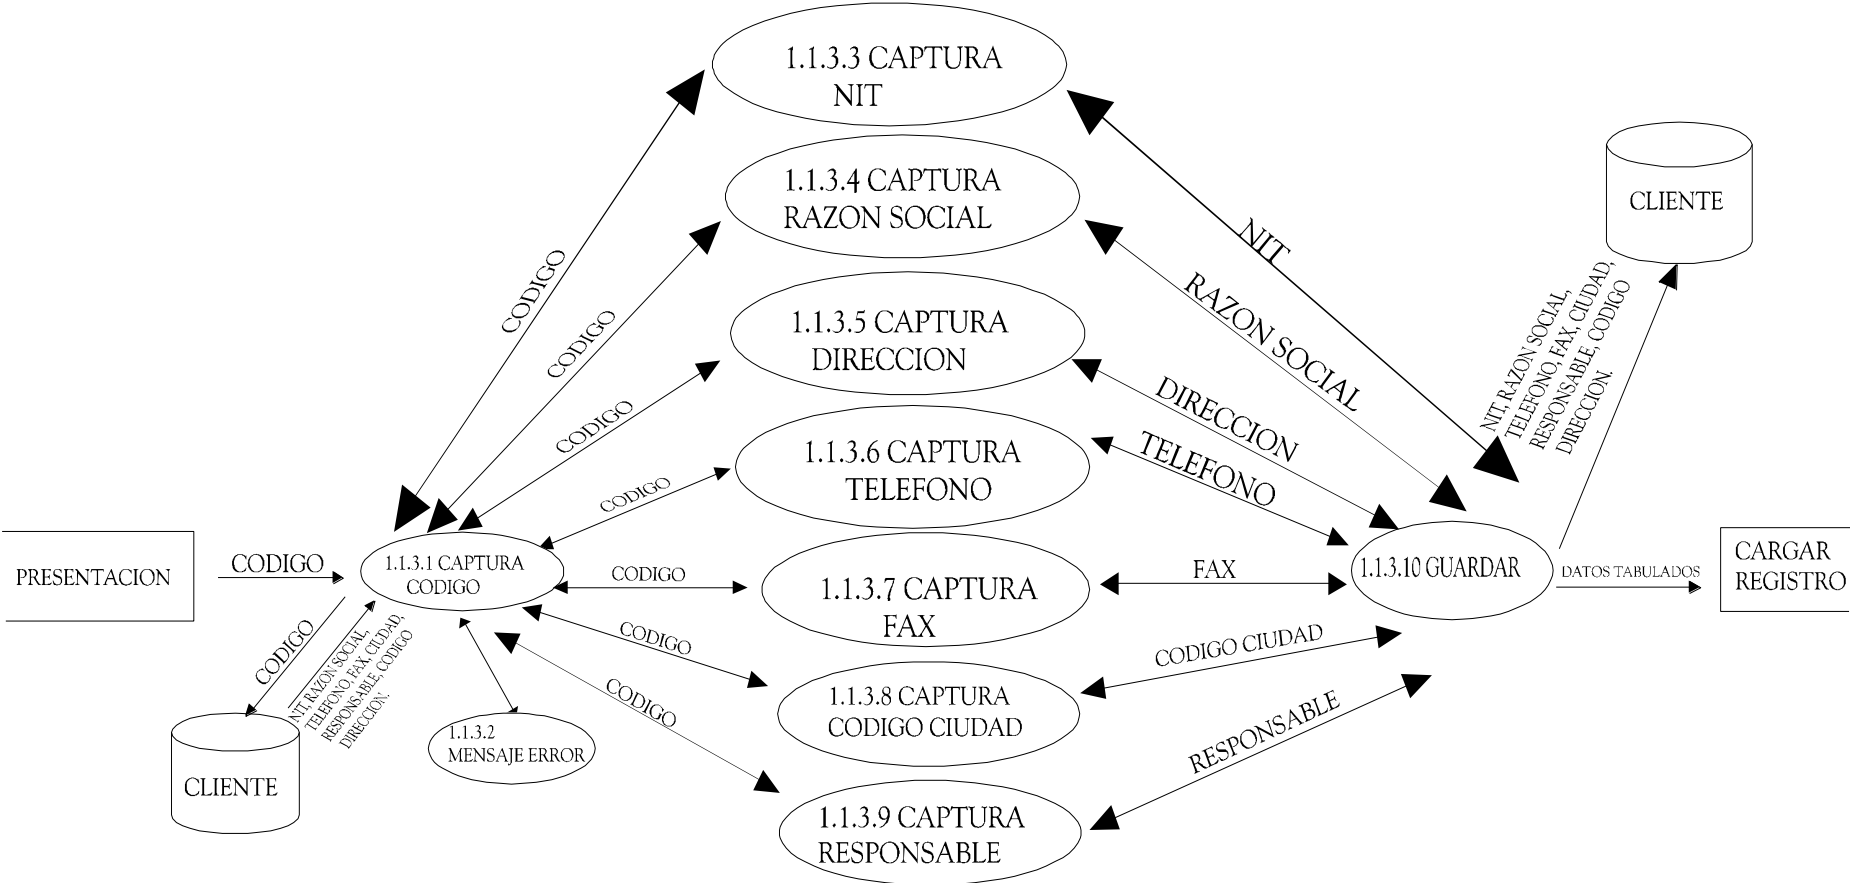 1.1.3.3 CAPTURA
NIT
1.1.3.4 CAPTURA
RAZON SOCIAL
1.1.3.5 CAPTURA
DIRECCION
1.1.3.6 CAPTURA
TELEFONO
1.1.3.7 CAPTURA
FAX
1.1.3.8 CAPTURA
CODIGO CIUDAD
1.1.3.9 CAPTURA
RESPONSABLE
CODIGO
CODIGO
CODIGO
CODIGO
CODIGO
CODIGO
CODIGO
PRESENTACION
CODIGO
1.1.3.1 CAPTURA
CODIGO
CODIGO
NIT, RAZON SOCIAL,
TELEFONO, FAX, CIUDAD,
RESPONSABLE, CODIGO
DIRECCION.
CLIENTE
1.1.3.2
MENSAJE ERROR
NIT
RAZON SOCIAL
DIRECCION
TELEFONO
FAX
CODIGO CIUDAD
RESPONSABLE
1.1.3.10 GUARDAR
NIT, RAZON SOCIAL,
TELEFONO, FAX, CIUDAD,
RESPONSABLE, CODIGO
DIRECCION.
CLIENTE
DATOS TABULADOS
CARGAR
REGISTRO